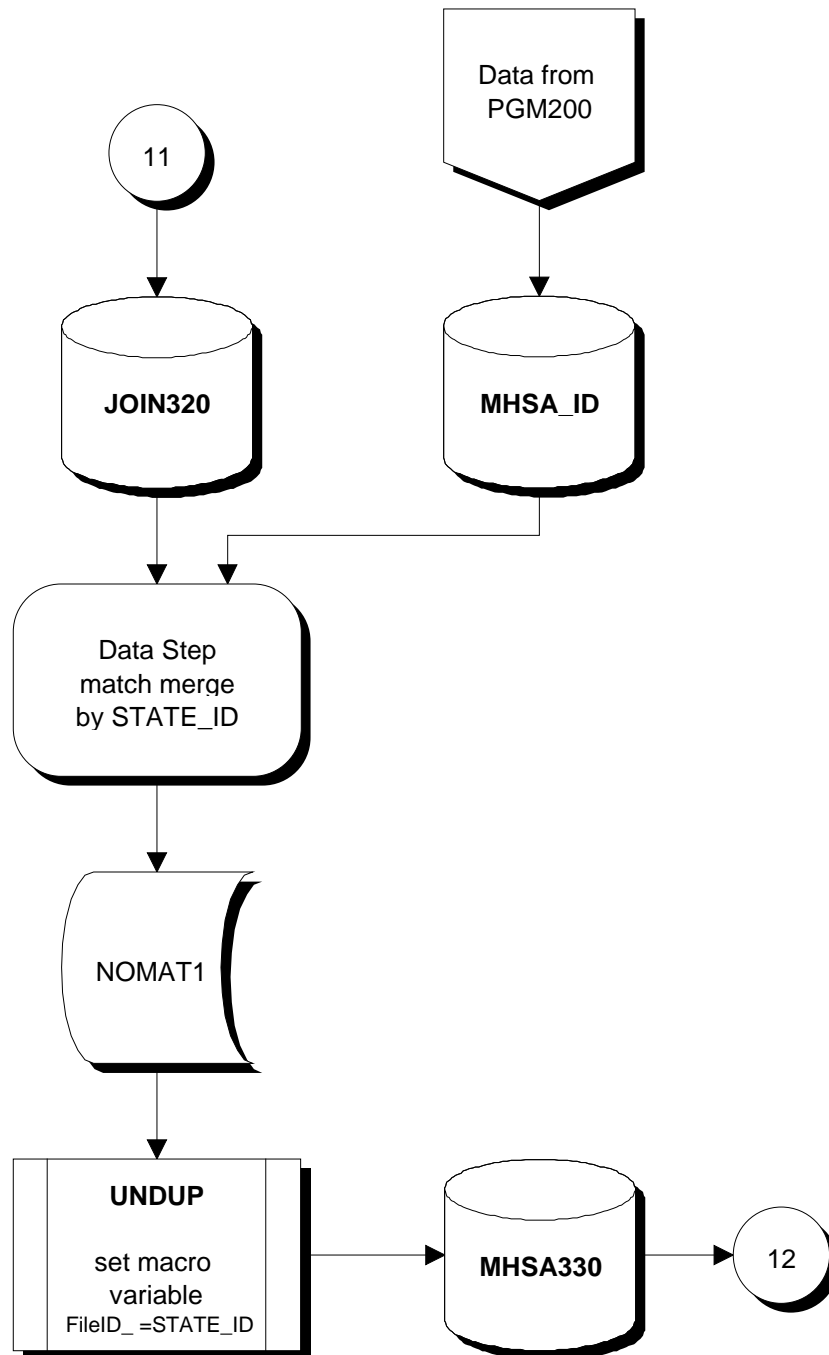 Data from
PGM200
11
JOIN320
MHSA_ID
Data Step
match merge
by STATE_ID
NOMAT1
UNDUP
set macro
variable
FileID_ =STATE_ID
MHSA330
12